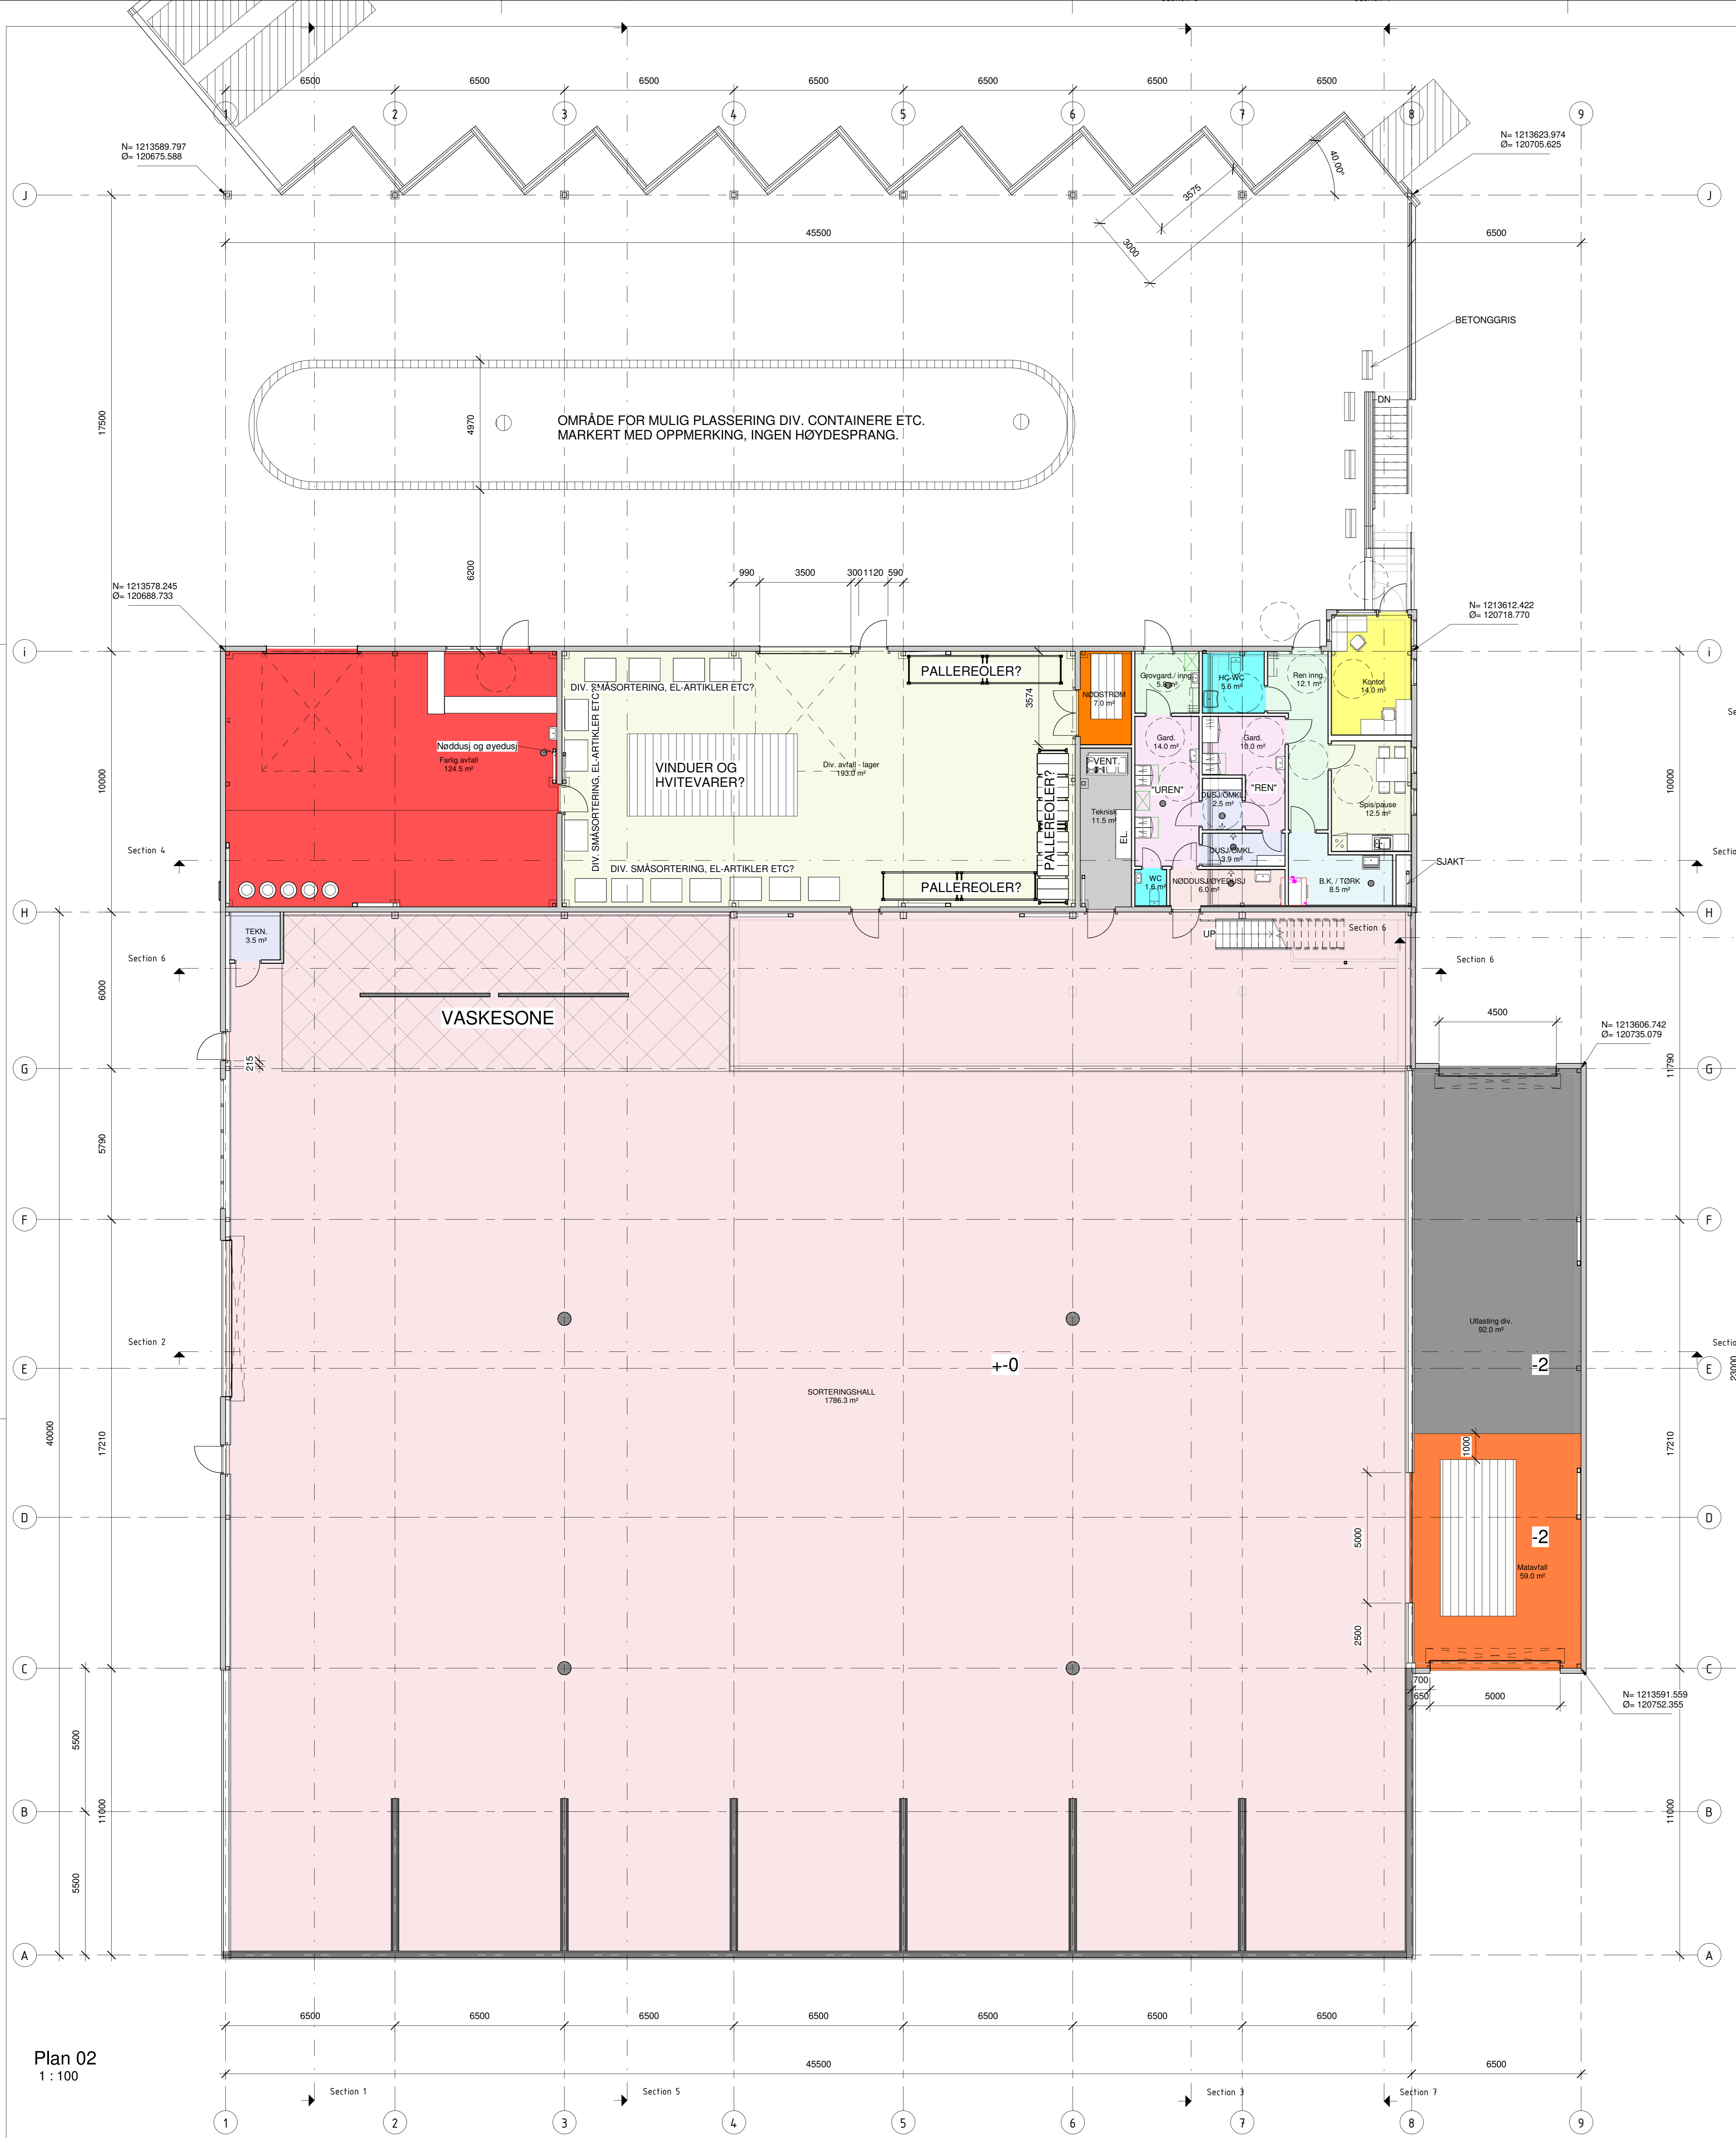 6500 6500 6500 6500 6500 6500 6500
1 2 3 4 5 6 7 8 9
N= 1213589.797
Ø= 120675.588
N= 1213623.974
Ø= 120705.625
40.00°
J J
3575
3000
45500 6500
BETONGGRIS
DN
17500
4970
OMRÅDE FOR MULIG PLASSERING DIV. CONTAINERE ETC.
MARKERT MED OPPMERKING, INGEN HØYDESPRANG.
6200
990 3500 300 1120 590
N= 1213578.245
Ø= 120688.733
N= 1213612.422
Ø= 120718.770
i i
PALLEREOLER?
DIV. SMÅSORTERING, EL-ARTIKLER ETC?
3574
NØDSTRØM
7.0 m²
Grovgard./ inng.
HC-WC
5.6 m²
Ren inng.
12.1 m²
Kontor
14.0 m²
Nøddusj og øyedusj
Farlig avfall
124.5 m²
DIV. SMÅSORTERING, EL-ARTIKLER ETC?
VINDUER OG
HVITEVARER?
Div. avfall - lager
193.0 m²
PALLEREOLER?
VENT.
Gard.
14.0 m²
Gard.
10.0 m²
"UREN"
"REN"
DUSJ/OMKL.
2.5 m²
Teknisk
11.5 m²
EL.
Spis/pause
12.5 m²
10000 10000
DUSJ/OMKL.
3.9 m²
Section 4
SJAKT
DIV. SMÅSORTERING, EL-ARTIKLER ETC?
PALLEREOLER?
WC
1.6 m²
NØDDUSJ/ØYEDUSJ
6.0 m²
B.K. / TØRK
8.5 m²
H H
TEKN.
3.5 m²
UP
Section 6
Section 6
Section 6
6000
VASKESONE
4500
N= 1213606.742
Ø= 120735.079
215
G G
11790
5790
F F
Utlasting div.
92.0 m²
Section 2
+-0
-2
E E
23000
SORTERINGSHALL
1786.3 m²
40000
17210
17210
1000
D D
5000
-2
Matavfall
59.0 m²
2500
C C
700
650 5000
N= 1213591.559
Ø= 120752.355
5500
B B
11000
11000
5500
A A
6500 6500 6500 6500 6500 6500 6500
Plan 02
1 : 100
45500 6500
Section 1
Section 5
Section 3
Section 7
1 2 3 4 5 6 7 8 9